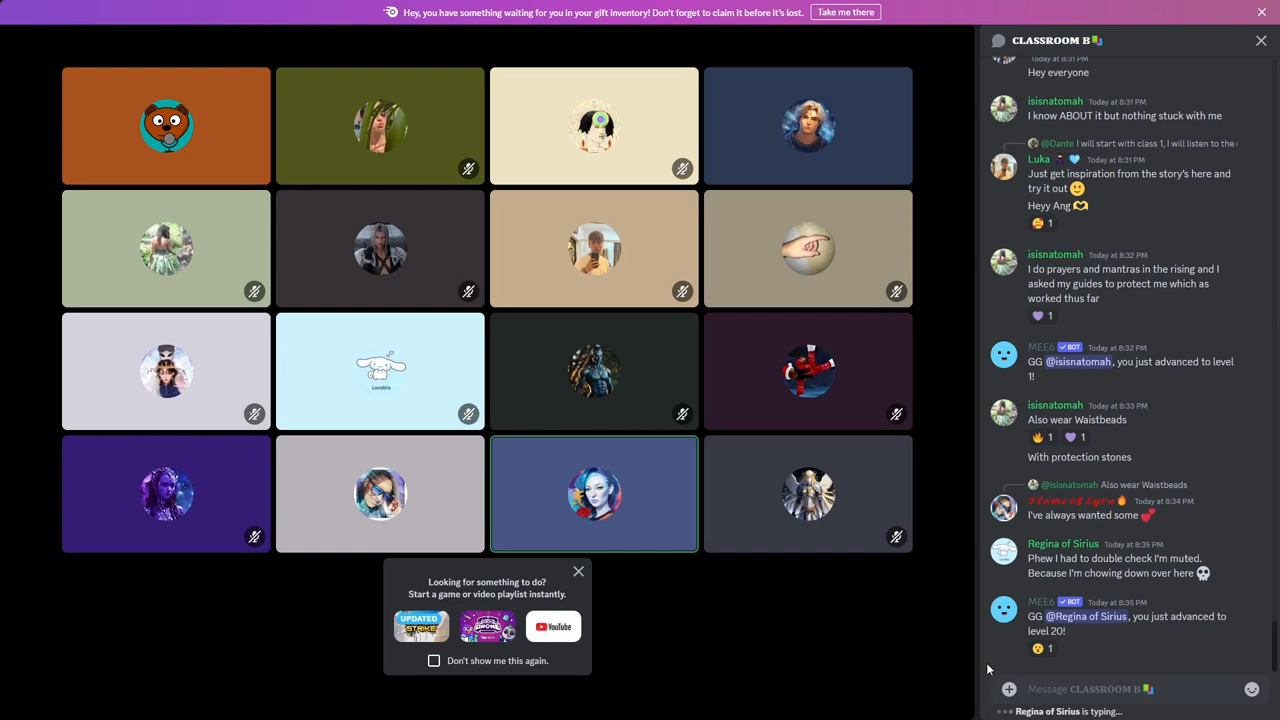 Hey, you have something waiting for you in your gift inventory! Don't forget to claim it before it's lost.
Take me there
CLASSROOM B
Today at 8:31 PM
Hey everyone
isisnatomah Today at 8:31 PM
I know ABOUT it but nothing stuck with me
@Dante I will start with class 1, I will listen to the
Luka Today at 8:31 PM
Just get inspiration from the story's here and
try it out 🙂
Heyy Ang 🫶
🥰 1
isisnatomah Today at 8:32 PM
I do prayers and mantras in the rising and I
asked my guides to protect me which as
worked thus far
💜 1
MEE6 ✓ BOT Today at 8:32 PM
GG @isisnatomah, you just advanced to level
1!
isisnatomah Today at 8:33 PM
Also wear Waistbeads
🔥 1 💜 1
With protection stones
@isisnatomah Also wear Waistbeads
Flame of Lyra🔥 Today at 8:34 PM
I've always wanted some 💕
Regina of Sirius Today at 8:35 PM
Phew I had to double check I'm muted.
Because I'm chowing down over here 💀
MEE6 ✓ BOT Today at 8:35 PM
GG @Regina of Sirius, you just advanced to
level 20!
😮 1
Message CLASSROOM B
Regina of Sirius is typing...
Lovable
Looking for something to do?
Start a game or video playlist instantly.
UPDATED
STRIKE
YouTube
Don't show me this again.